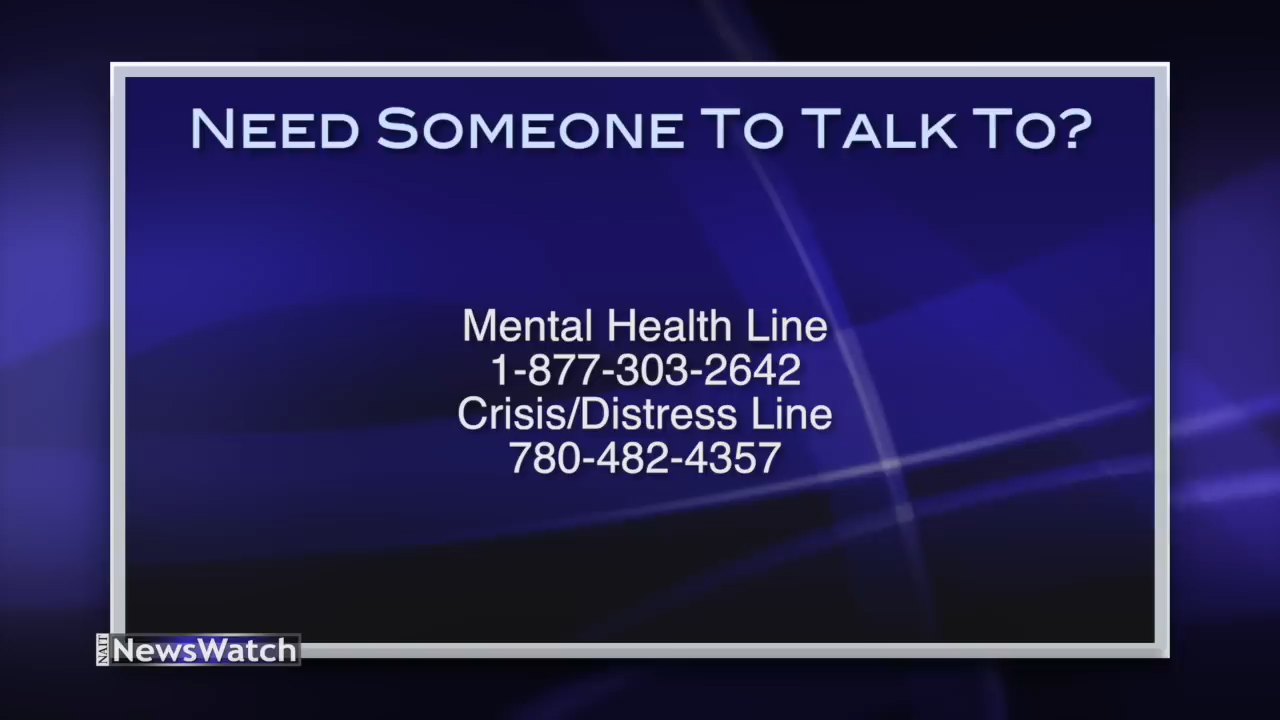 NEED SOMEONE TO TALK TO?
Mental Health Line
1-877-303-2642
Crisis/Distress Line
780-482-4357
NAIT
NewsWatch